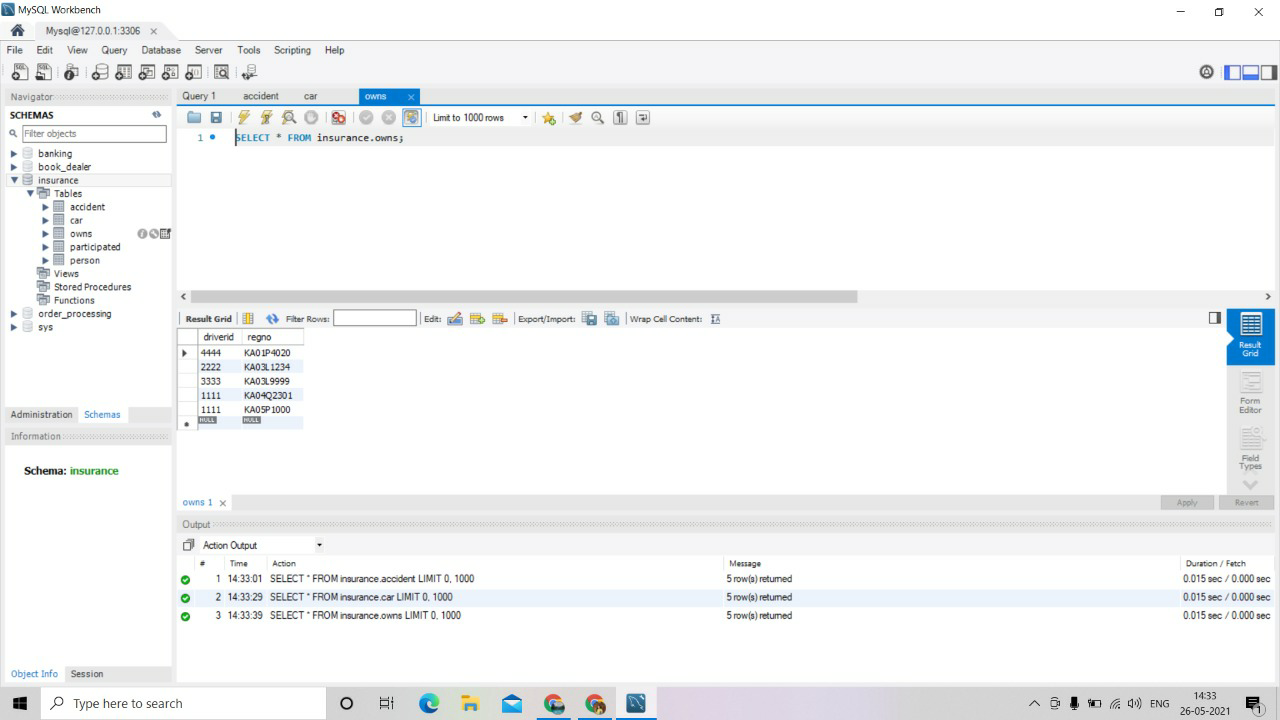 MySQL Workbench
Mysql@127.0.0.1:3306
File Edit View Query Database Server Tools Scripting Help
Navigator
SCHEMAS
Filter objects
banking
book_dealer
insurance
Tables
accident
car
owns
participated
person
Views
Stored Procedures
Functions
order_processing
sys
Administration Schemas
Information
Schema: insurance
Object Info Session
Query 1 accident car owns
Limit to 1000 rows
1 SELECT * FROM insurance.owns;
Result Grid Filter Rows: Edit: Export/Import: Wrap Cell Content:
driverid regno
4444 KA01P4020
2222 KA03L1234
3333 KA03L9999
1111 KA04Q2301
1111 KA05P1000
NULL NULL
Result Grid
Form Editor
Field Types
owns 1 Apply Revert
Output
Action Output
# Time Action Message Duration / Fetch
1 14:33:01 SELECT * FROM insurance.accident LIMIT 0, 1000 5 row(s) returned 0.015 sec / 0.000 sec
2 14:33:29 SELECT * FROM insurance.car LIMIT 0, 1000 5 row(s) returned 0.015 sec / 0.000 sec
3 14:33:39 SELECT * FROM insurance.owns LIMIT 0, 1000 5 row(s) returned 0.015 sec / 0.000 sec
Type here to search
ENG
14:33
26-05-2021
1